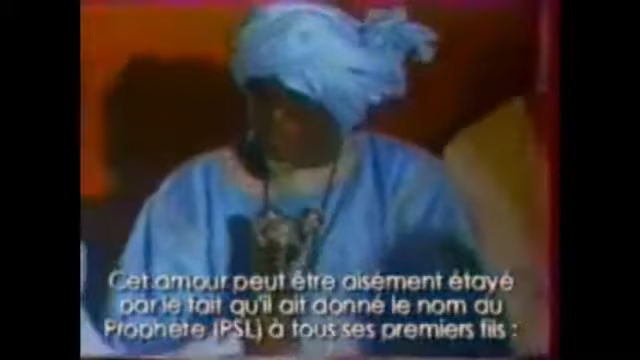 Cet amour peut être aisément étayé
par le fait qu'il ait donné le nom du
Prophète (PSL) à tous ses premiers fils :